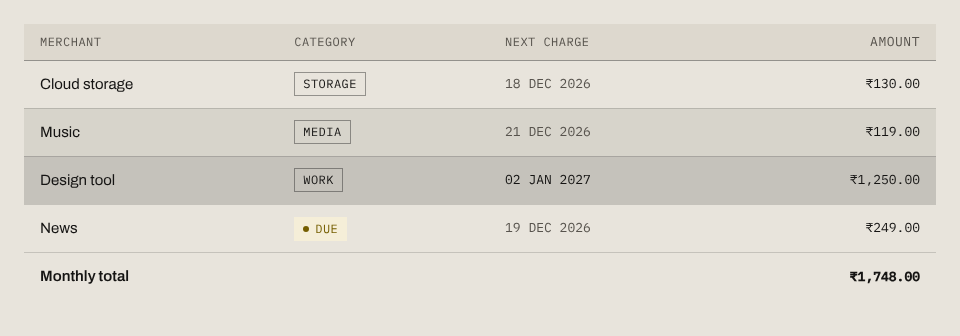 MERCHANT CATEGORY NEXT CHARGE AMOUNT
Cloud storage STORAGE 18 DEC 2026 ₹130.00
Music MEDIA 21 DEC 2026 ₹119.00
Design tool WORK 02 JAN 2027 ₹1,250.00
News DUE 19 DEC 2026 ₹249.00
Monthly total ₹1,748.00